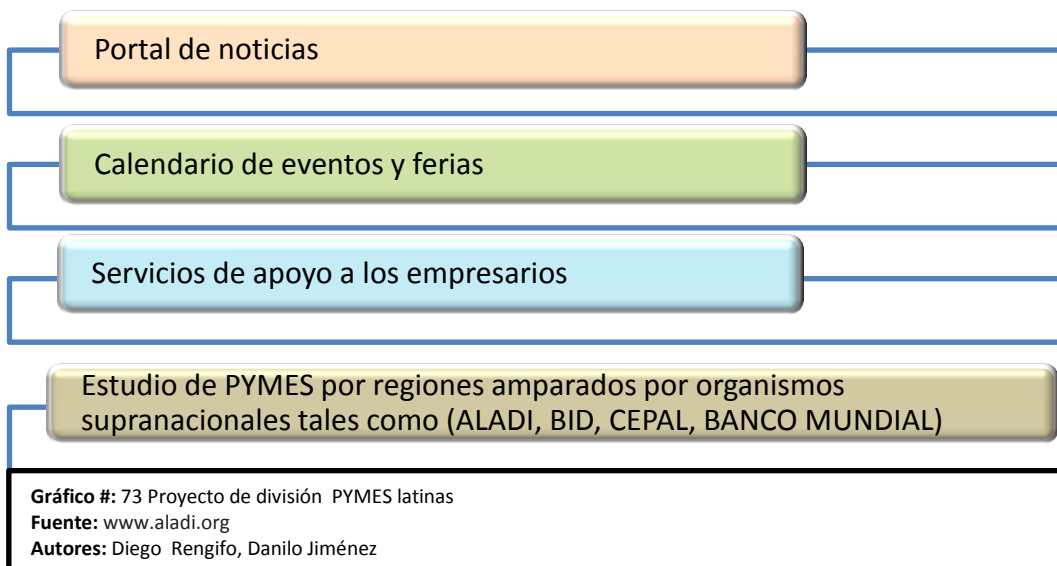 Portal de noticias
Calendario de eventos y ferias
Servicios de apoyo a los empresarios
Estudio de PYMES por regiones amparados por organismos
supranacionales tales como (ALADI, BID, CEPAL, BANCO MUNDIAL)
Gráfico #: 73 Proyecto de división PYMES latinas
Fuente: www.aladi.org
Autores: Diego Rengifo, Danilo Jiménez